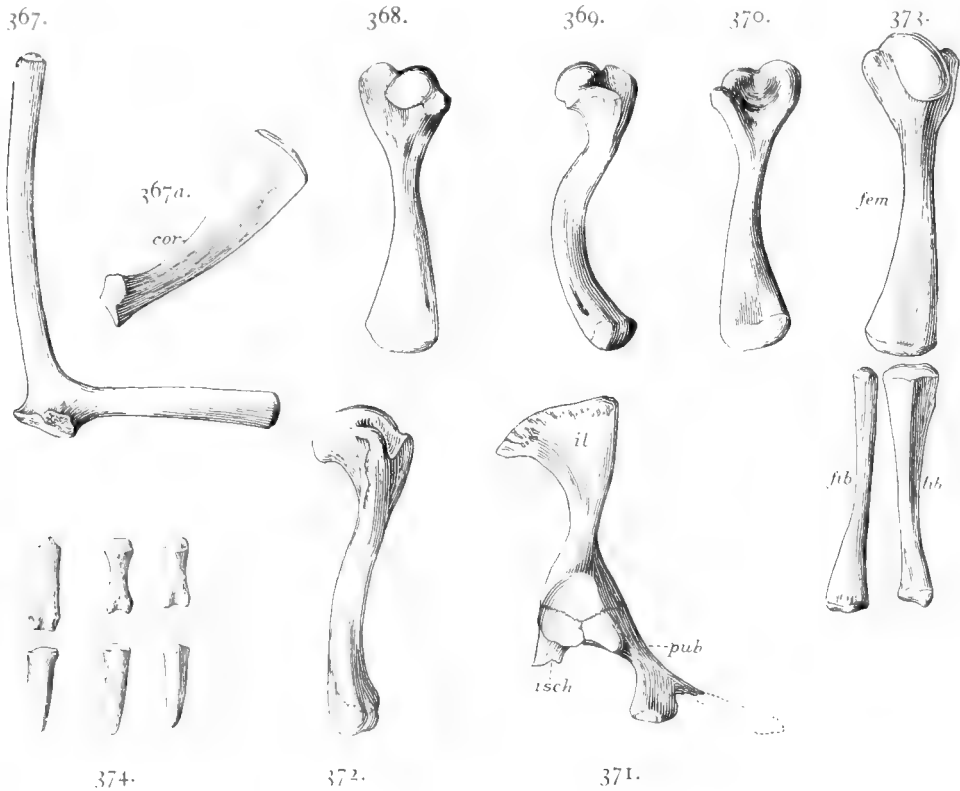 367.
368.
369.
370.
373.
367a.
cor.
fem
il
fib
tib
pub
isch
374.
372.
371.